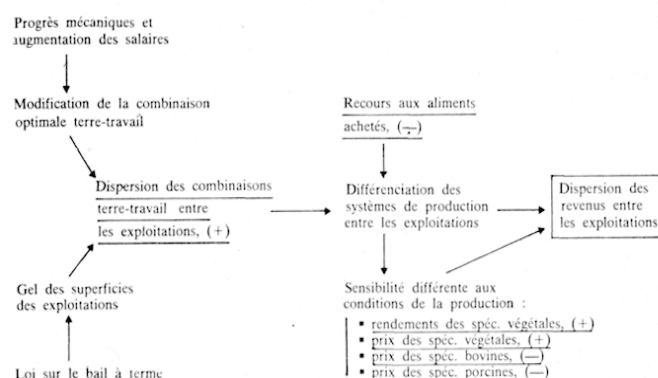 Progrès mécaniques et
augmentation des salaires
Modification de la combinaison
optimale terre-travail
Recours aux aliments
achetés, (÷)
Dispersion des combinaisons
terre-travail entre
les exploitations, (+)
Différenciation des
systèmes de production
entre les exploitations
Dispersion des
revenus entre
les exploitations
Gel des superficies
des exploitations
Sensibilité différente aux
conditions de la production :
▪ rendements des spéc. végétales, (+)
▪ prix des spéc. végétales, (+)
▪ prix des spéc. bovines, (—)
▪ prix des spéc. porcines, (—)
Loi sur le bail à terme